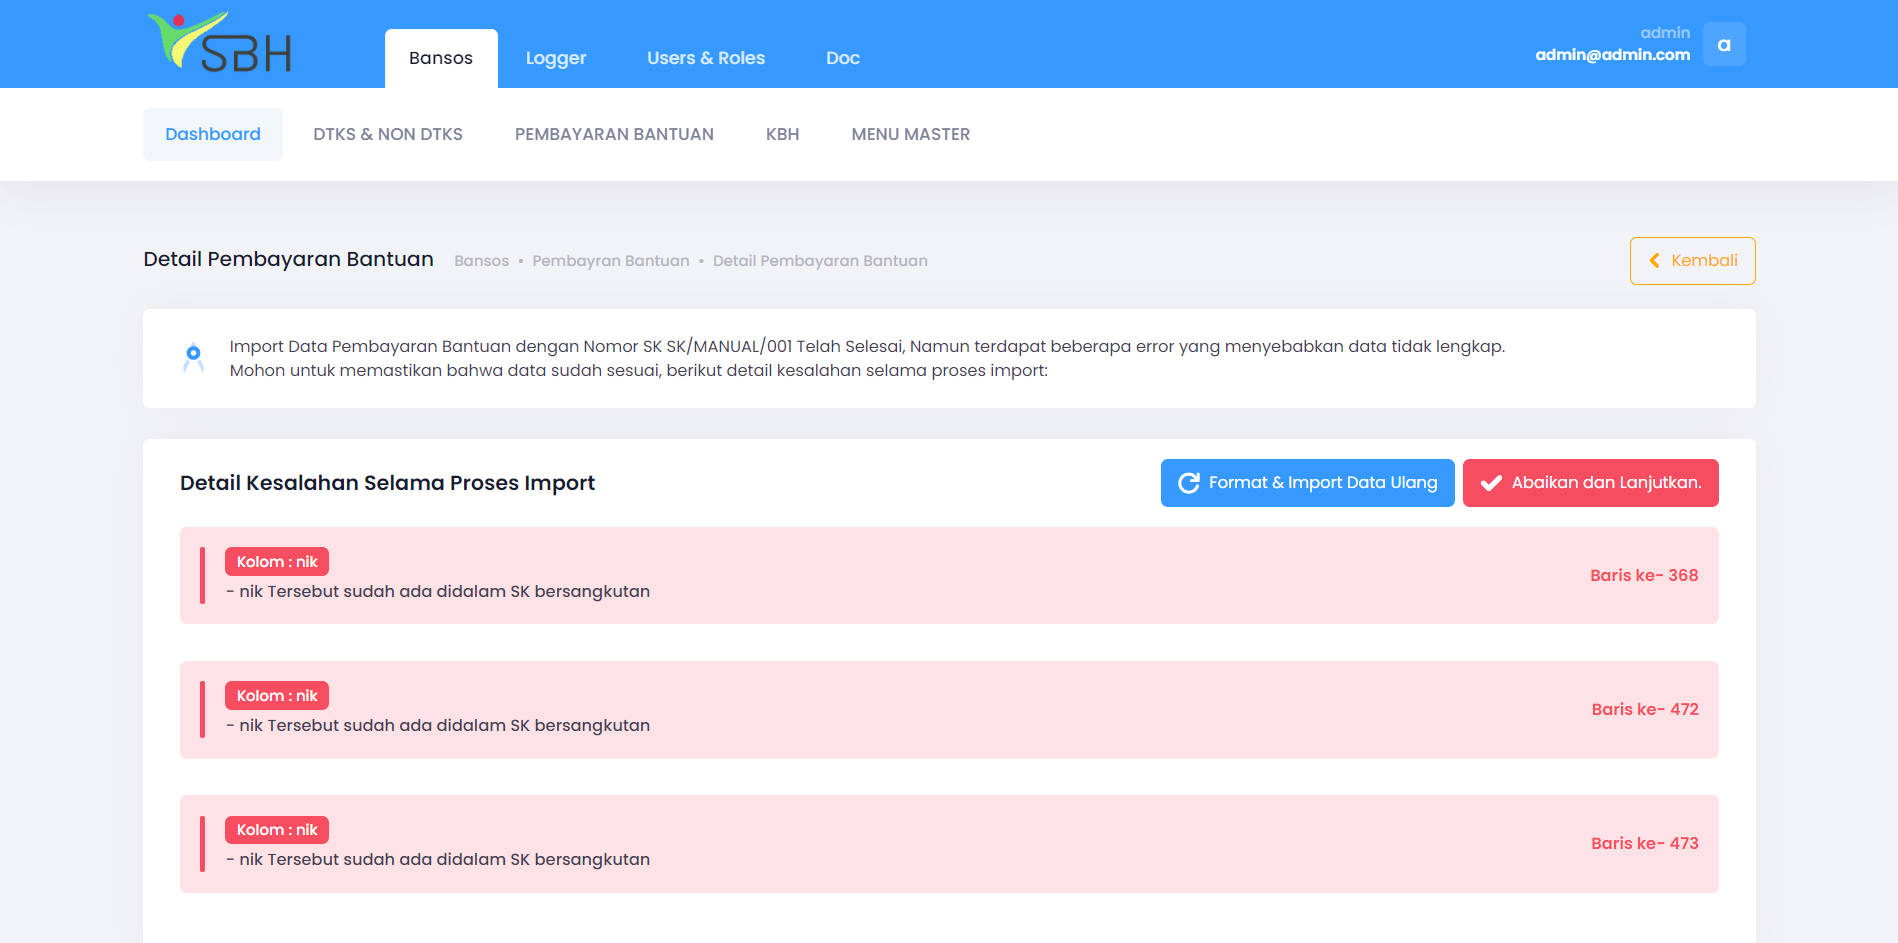 SBH
Bansos
Logger
Users & Roles
Doc
admin
admin@admin.com
a
Dashboard
DTKS & NON DTKS
PEMBAYARAN BANTUAN
KBH
MENU MASTER
Detail Pembayaran Bantuan
Bansos • Pembayran Bantuan • Detail Pembayaran Bantuan
Kembali
Import Data Pembayaran Bantuan dengan Nomor SK SK/MANUAL/001 Telah Selesai, Namun terdapat beberapa error yang menyebabkan data tidak lengkap.
Mohon untuk memastikan bahwa data sudah sesuai, berikut detail kesalahan selama proses import:
Detail Kesalahan Selama Proses Import
Format & Import Data Ulang
Abaikan dan Lanjutkan.
Kolom : nik
- nik Tersebut sudah ada didalam SK bersangkutan
Baris ke- 368
Kolom : nik
- nik Tersebut sudah ada didalam SK bersangkutan
Baris ke- 472
Kolom : nik
- nik Tersebut sudah ada didalam SK bersangkutan
Baris ke- 473